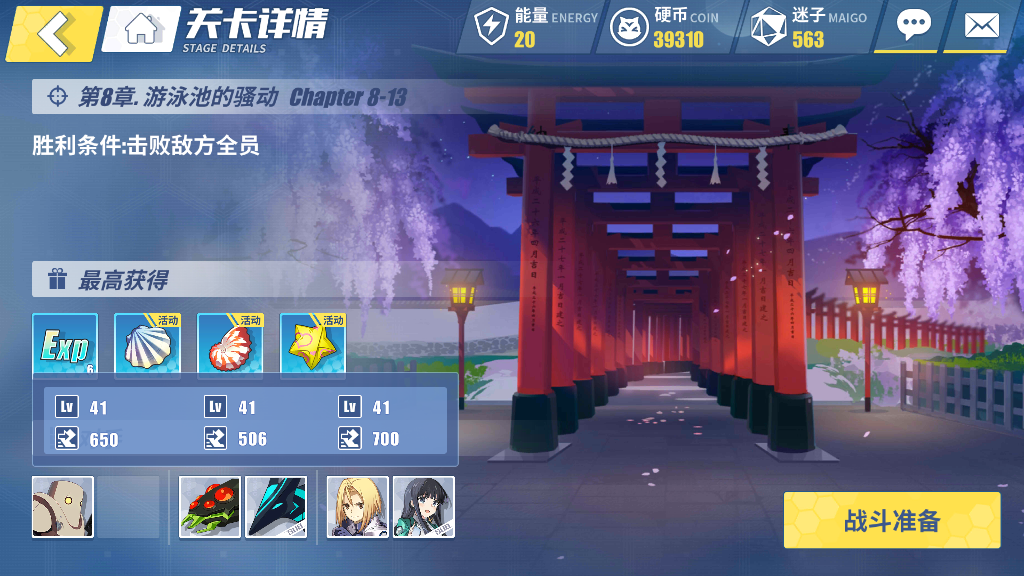 关卡详情
STAGE DETAILS
能量 ENERGY
20
硬币 COIN
39310
迷子 MAIGO
563
第8章.游泳池的骚动 Chapter 8-13
胜利条件:击败敌方全员
最高获得
Exp
6
活动
活动
活动
Lv 41
Lv 41
Lv 41
650
506
700
战斗准备